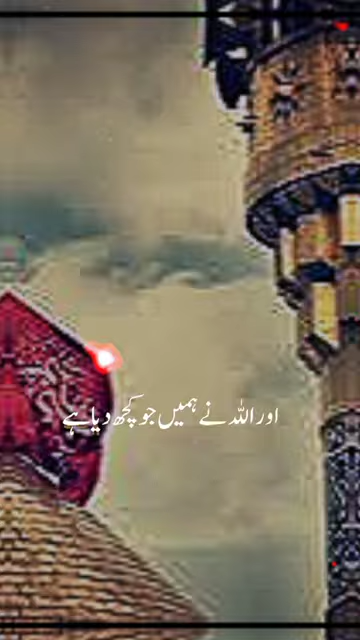 اور اللہ نے ہمیں جو کچھ دیا ہے